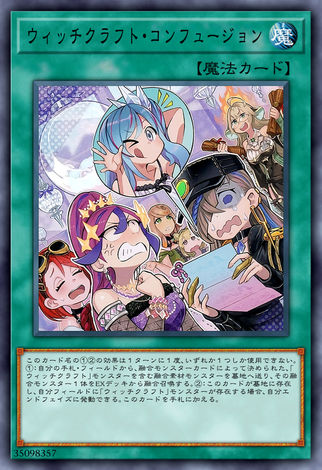 ウィッチクラフト・コンフュージョン
魔
【魔法カード】
このカード名の①②の効果は１ターンに１度、いずれか１つしか使用できない。
①：自分の手札・フィールドから、融合モンスターカードによって決められた、「
ウィッチクラフト」モンスターを含む融合素材モンスターを墓地へ送り、その融
合モンスター１体をEXデッキから融合召喚する。②：このカードが墓地に存在
し、自分フィールドに「ウィッチクラフト」モンスターが存在する場合、自分エ
ンドフェイズに発動できる。このカードを手札に加える。
35098357